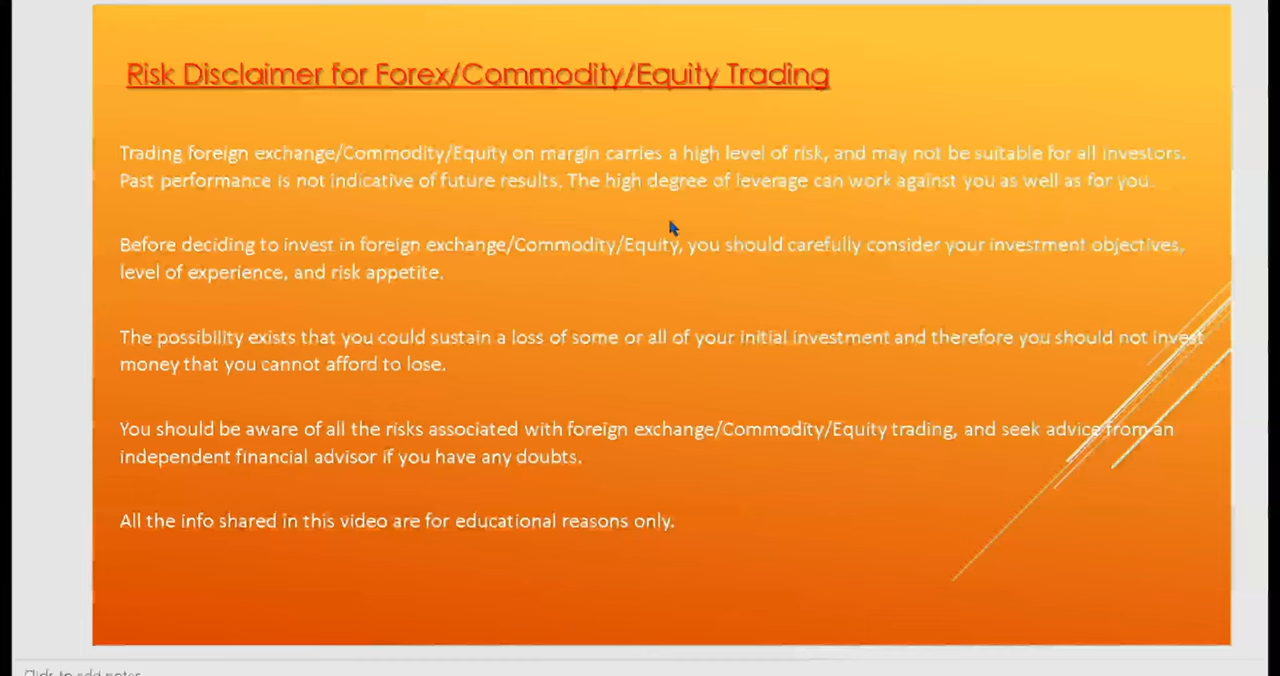 Risk Disclaimer for Forex/Commodity/Equity Trading
Trading foreign exchange/Commodity/Equity on margin carries a high level of risk, and may not be suitable for all investors.
Past performance is not indicative of future results. The high degree of leverage can work against you as well as for you.
Before deciding to invest in foreign exchange/Commodity/Equity, you should carefully consider your investment objectives,
level of experience, and risk appetite.
The possibility exists that you could sustain a loss of some or all of your initial investment and therefore you should not invest
money that you cannot afford to lose.
You should be aware of all the risks associated with foreign exchange/Commodity/Equity trading, and seek advice from an
independent financial advisor if you have any doubts.
All the info shared in this video are for educational reasons only.
Click to add notes